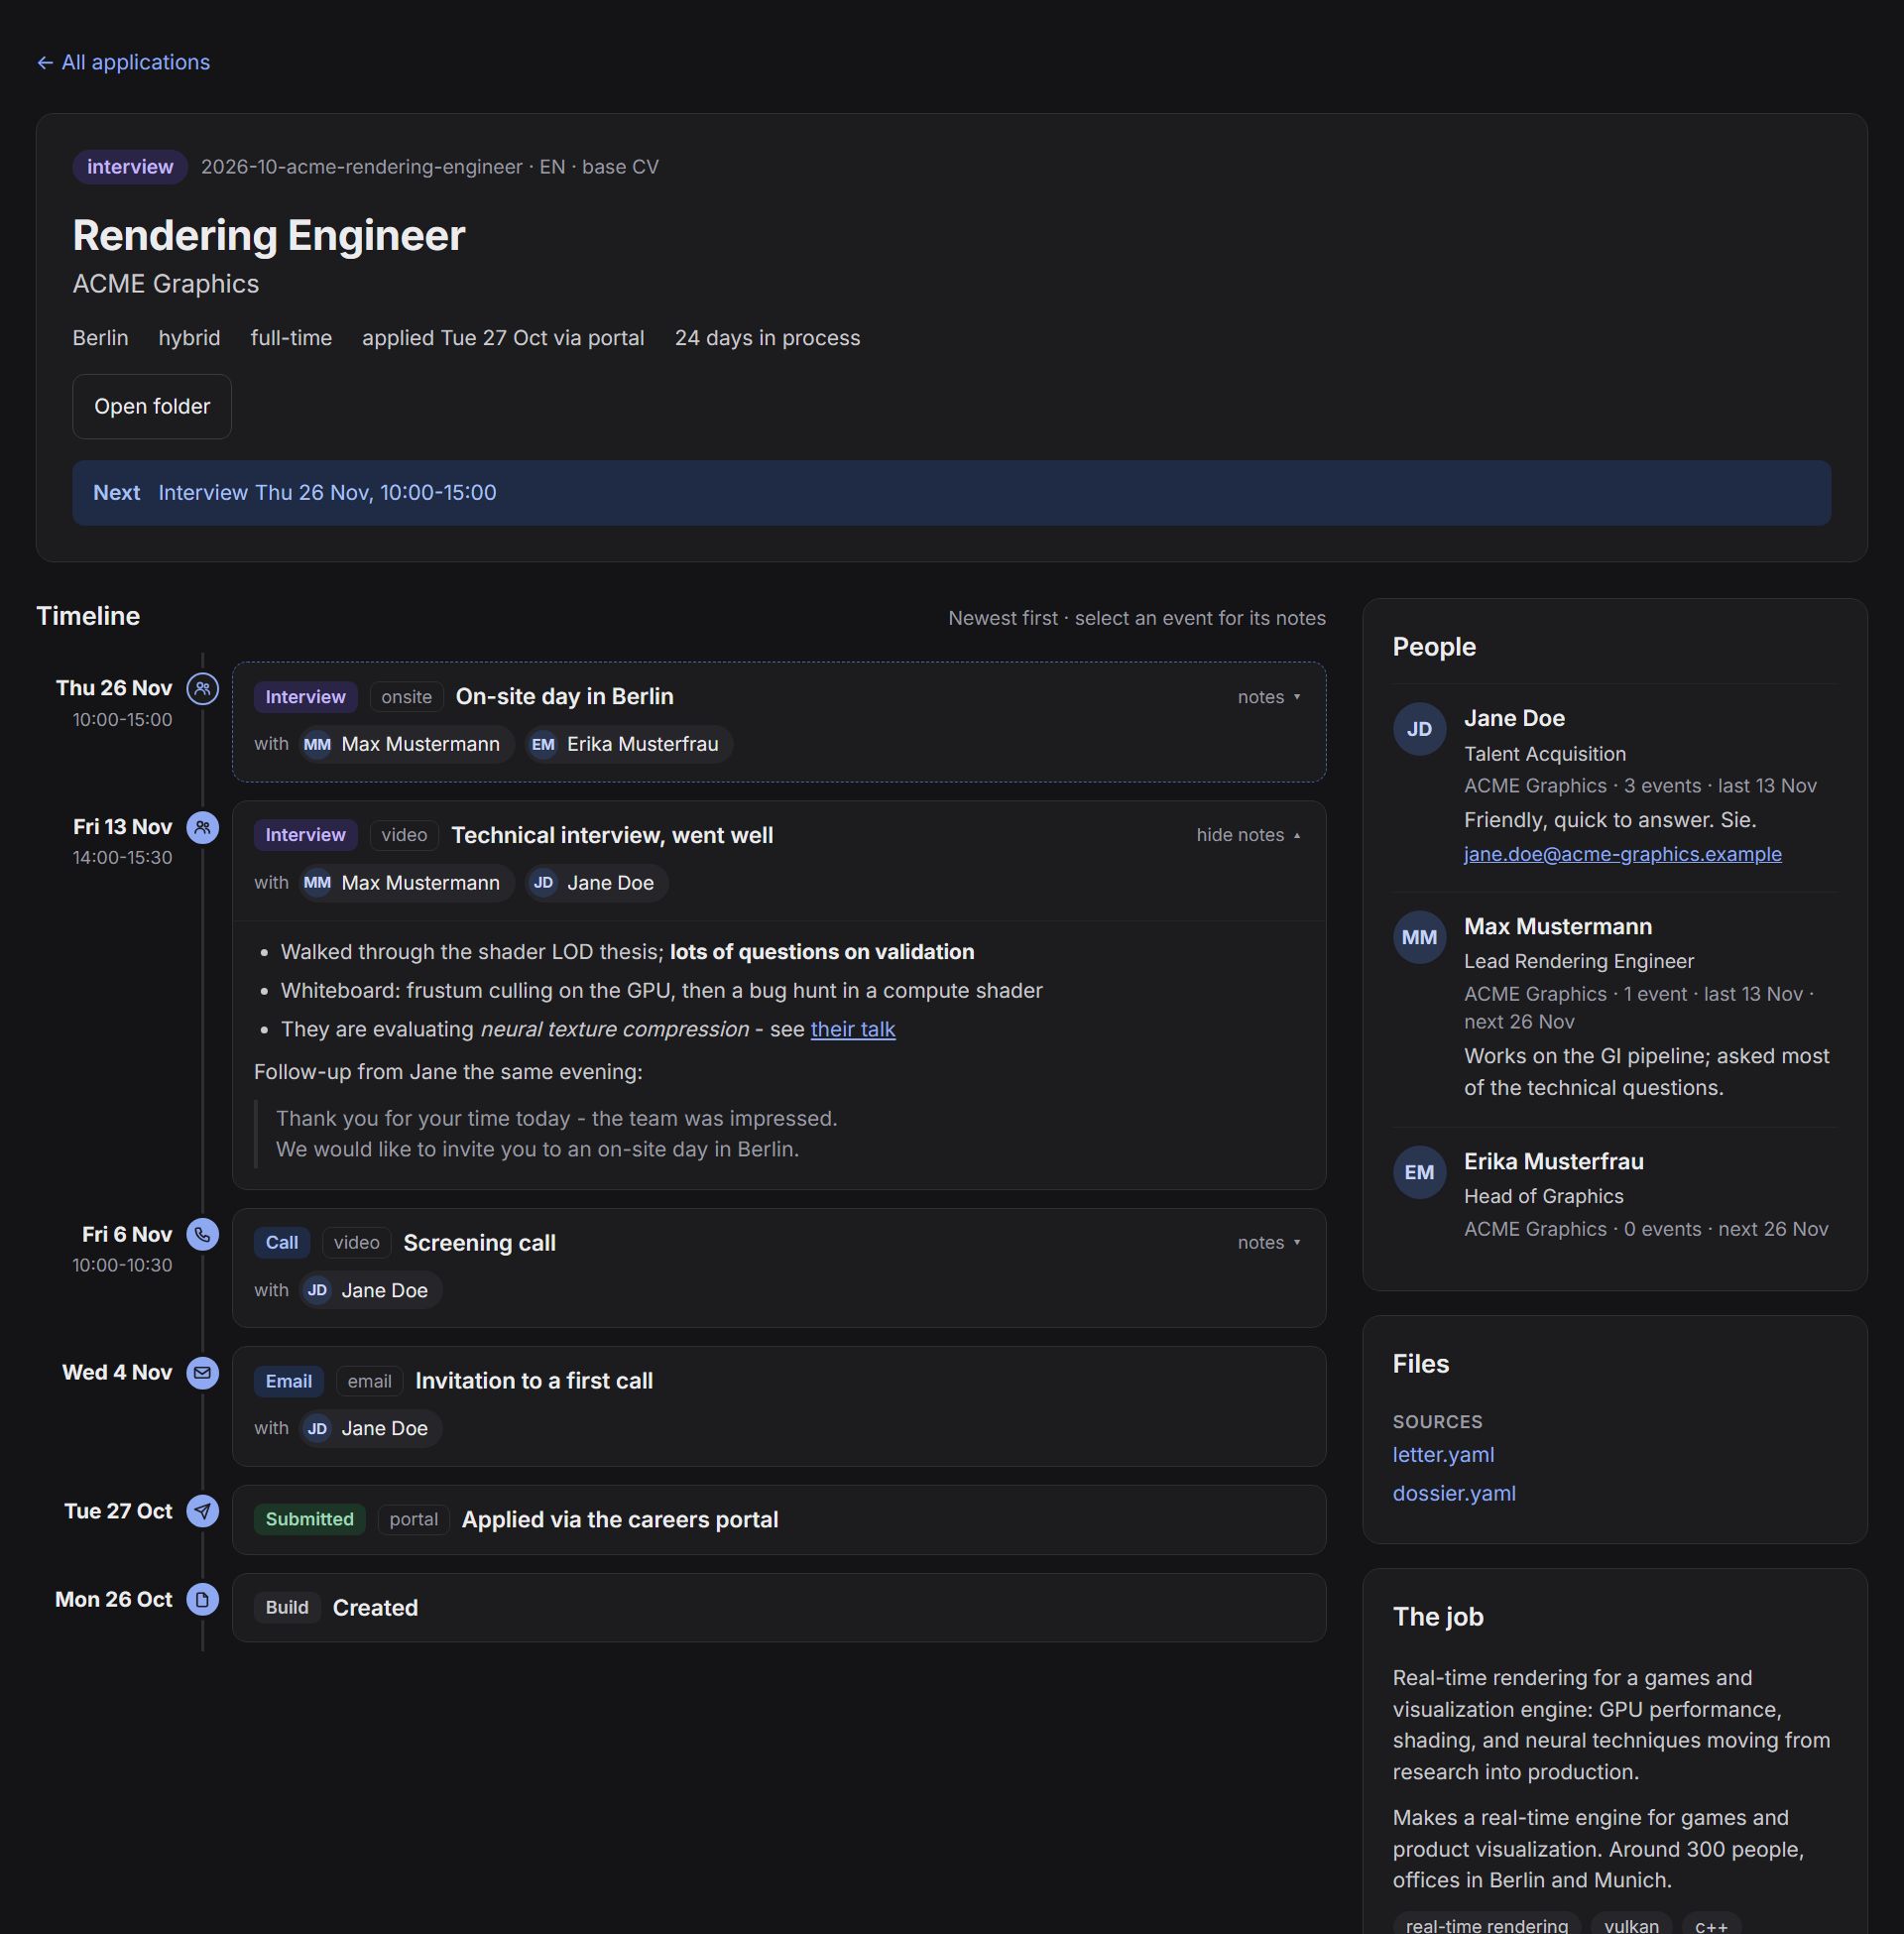 ← All applications
interview 2026-10-acme-rendering-engineer · EN · base CV
Rendering Engineer
ACME Graphics
Berlin hybrid full-time applied Tue 27 Oct via portal 24 days in process
Open folder
Next Interview Thu 26 Nov, 10:00-15:00
Timeline
Newest first · select an event for its notes
Thu 26 Nov
10:00-15:00
Interview onsite On-site day in Berlin notes ▾
with MM Max Mustermann EM Erika Musterfrau
Fri 13 Nov
14:00-15:30
Interview video Technical interview, went well hide notes ▴
with MM Max Mustermann JD Jane Doe
• Walked through the shader LOD thesis; lots of questions on validation
• Whiteboard: frustum culling on the GPU, then a bug hunt in a compute shader
• They are evaluating neural texture compression - see their talk
Follow-up from Jane the same evening:
Thank you for your time today - the team was impressed.
We would like to invite you to an on-site day in Berlin.
Fri 6 Nov
10:00-10:30
Call video Screening call notes ▾
with JD Jane Doe
Wed 4 Nov
Email email Invitation to a first call
with JD Jane Doe
Tue 27 Oct
Submitted portal Applied via the careers portal
Mon 26 Oct
Build Created
People
JD
Jane Doe
Talent Acquisition
ACME Graphics · 3 events · last 13 Nov
Friendly, quick to answer. Sie.
jane.doe@acme-graphics.example
MM
Max Mustermann
Lead Rendering Engineer
ACME Graphics · 1 event · last 13 Nov ·
next 26 Nov
Works on the GI pipeline; asked most
of the technical questions.
EM
Erika Musterfrau
Head of Graphics
ACME Graphics · 0 events · next 26 Nov
Files
SOURCES
letter.yaml
dossier.yaml
The job
Real-time rendering for a games and
visualization engine: GPU performance,
shading, and neural techniques moving from
research into production.
Makes a real-time engine for games and
product visualization. Around 300 people,
offices in Berlin and Munich.
real-time rendering vulkan c++